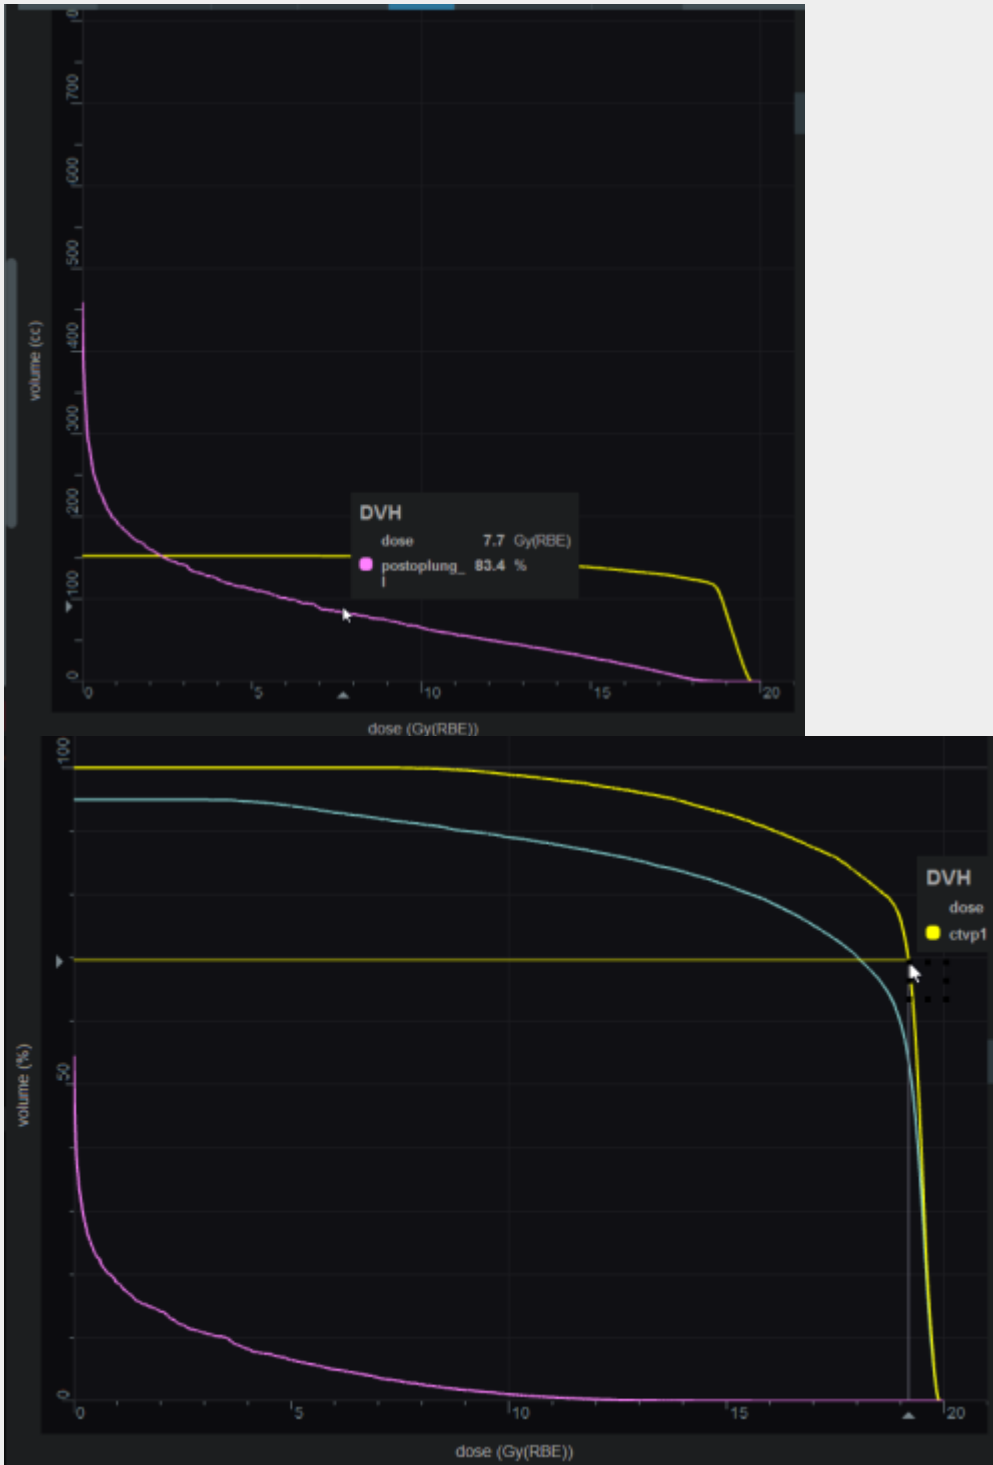 700
600
500
400
300
200
100
0
volume (cc)
DVH
dose 7.7 Gy(RBE)
postoplung_ 83.4 %
l
0 5 10 15 20
dose (Gy(RBE))
100
50
0
volume (%)
DVH
dose
ctvp1
0 5 10 15 20
dose (Gy(RBE))